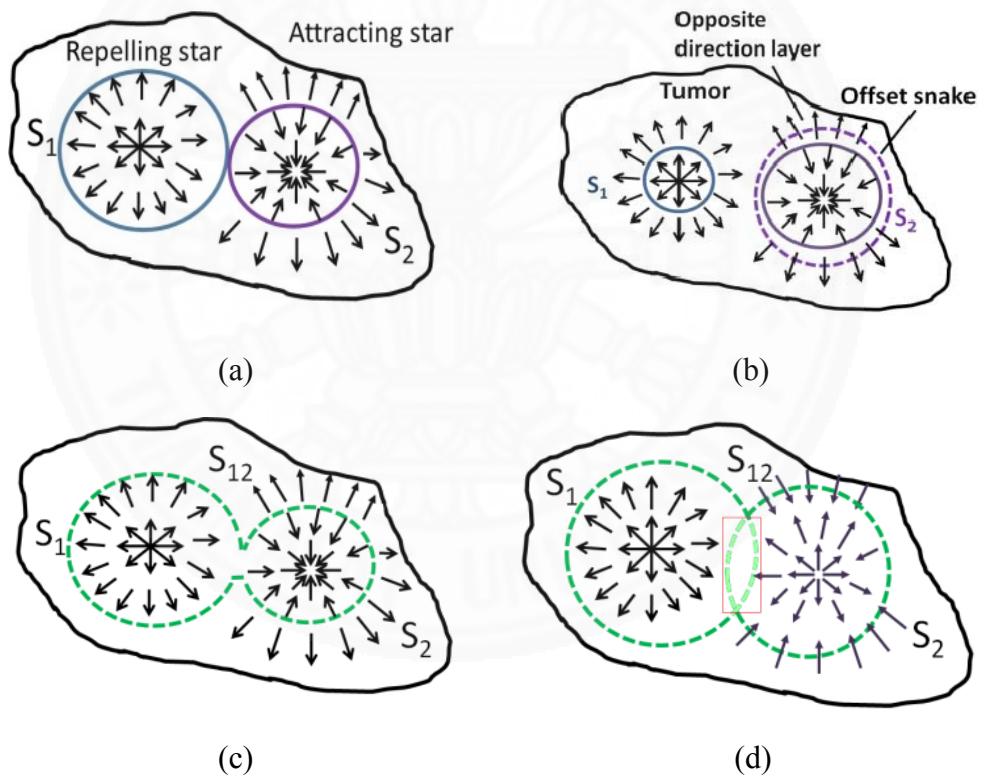 Repelling star
Attracting star
S1
S2
(a)
Opposite
direction layer
Tumor
Offset snake
S1
S2
(b)
S12
S1
S2
(c)
S12
S1
S2
(d)